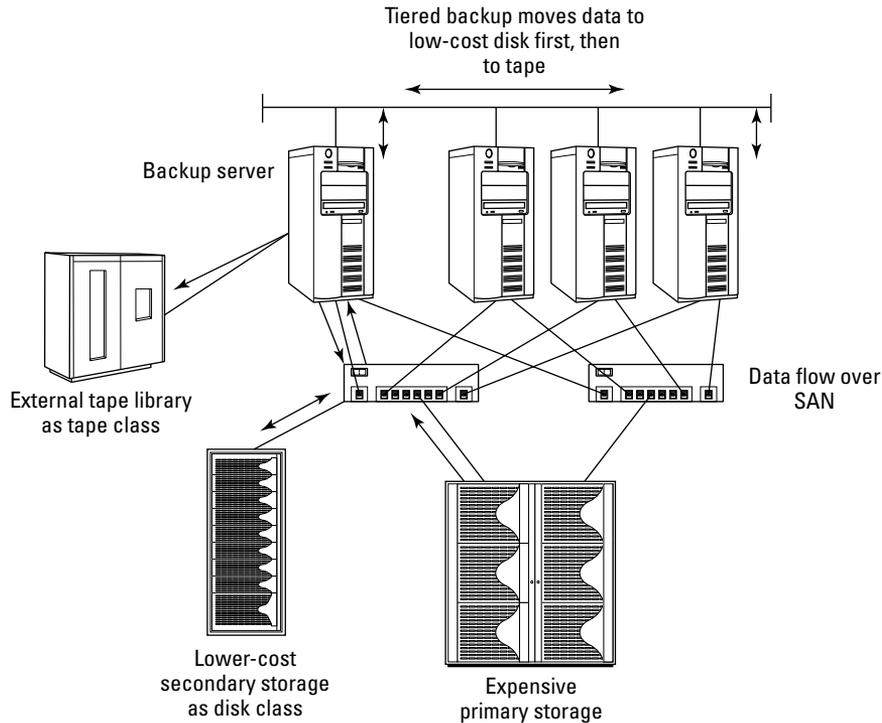 Tiered backup moves data to
low-cost disk first, then
to tape
Backup server
External tape library
as tape class
Data flow over
SAN
Lower-cost
secondary storage
as disk class
Expensive
primary storage